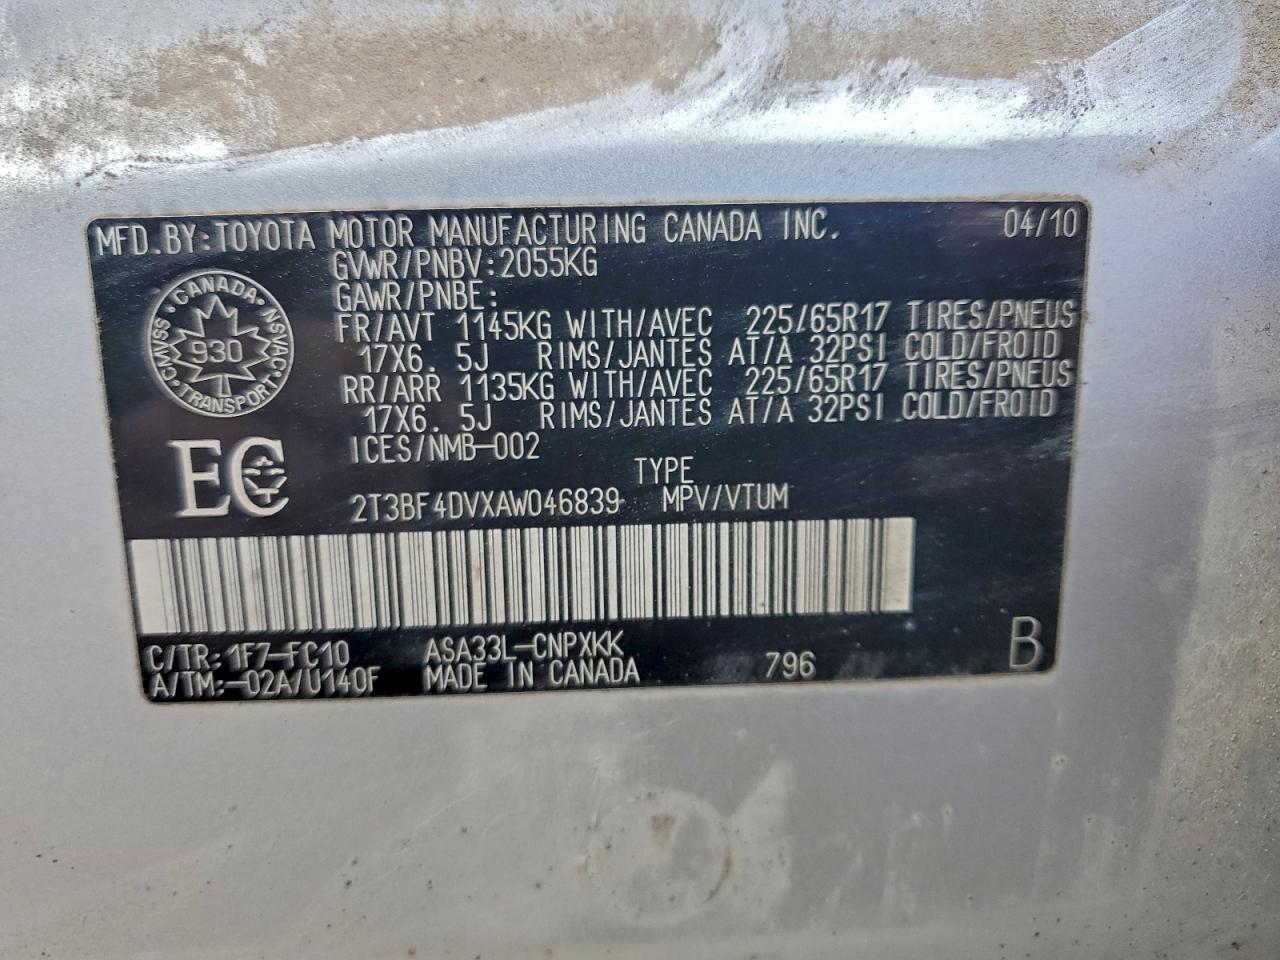 MFD.BY:TOYOTA MOTOR MANUFACTURING CANADA INC. 04/10
GVWR/PNBV:2055KG
GAWR/PNBE:
FR/AVT 1145KG WITH/AVEC 225/65R17 TIRES/PNEUS
17X6.5J RIMS/JANTES AT/A 32PSI COLD/FROID
RR/ARR 1135KG WITH/AVEC 225/65R17 TIRES/PNEUS
17X6.5J RIMS/JANTES AT/A 32PSI COLD/FROID
ICES/NMB-002
CANADA
CMVSS NSVAC
930
TRANSPORT
EC
TYPE
2T3BF4DVXAW046839 MPV/VTUM
C/TR:1F7-FC10 ASA33L-CNPXKK
A/TM:-02A/U140F MADE IN CANADA 796
B